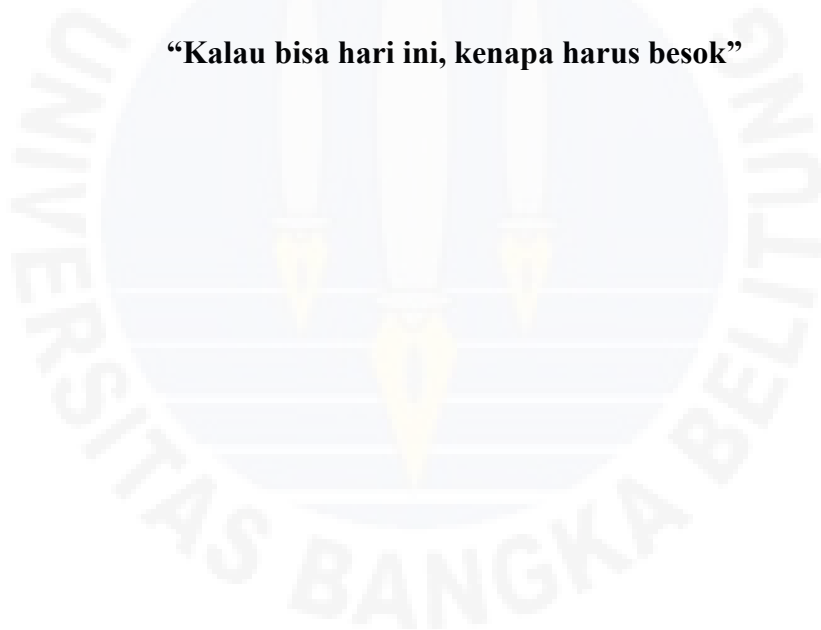 “Kalau bisa hari ini, kenapa harus besok”
UNIVERSITAS BANGKA BELITUNG